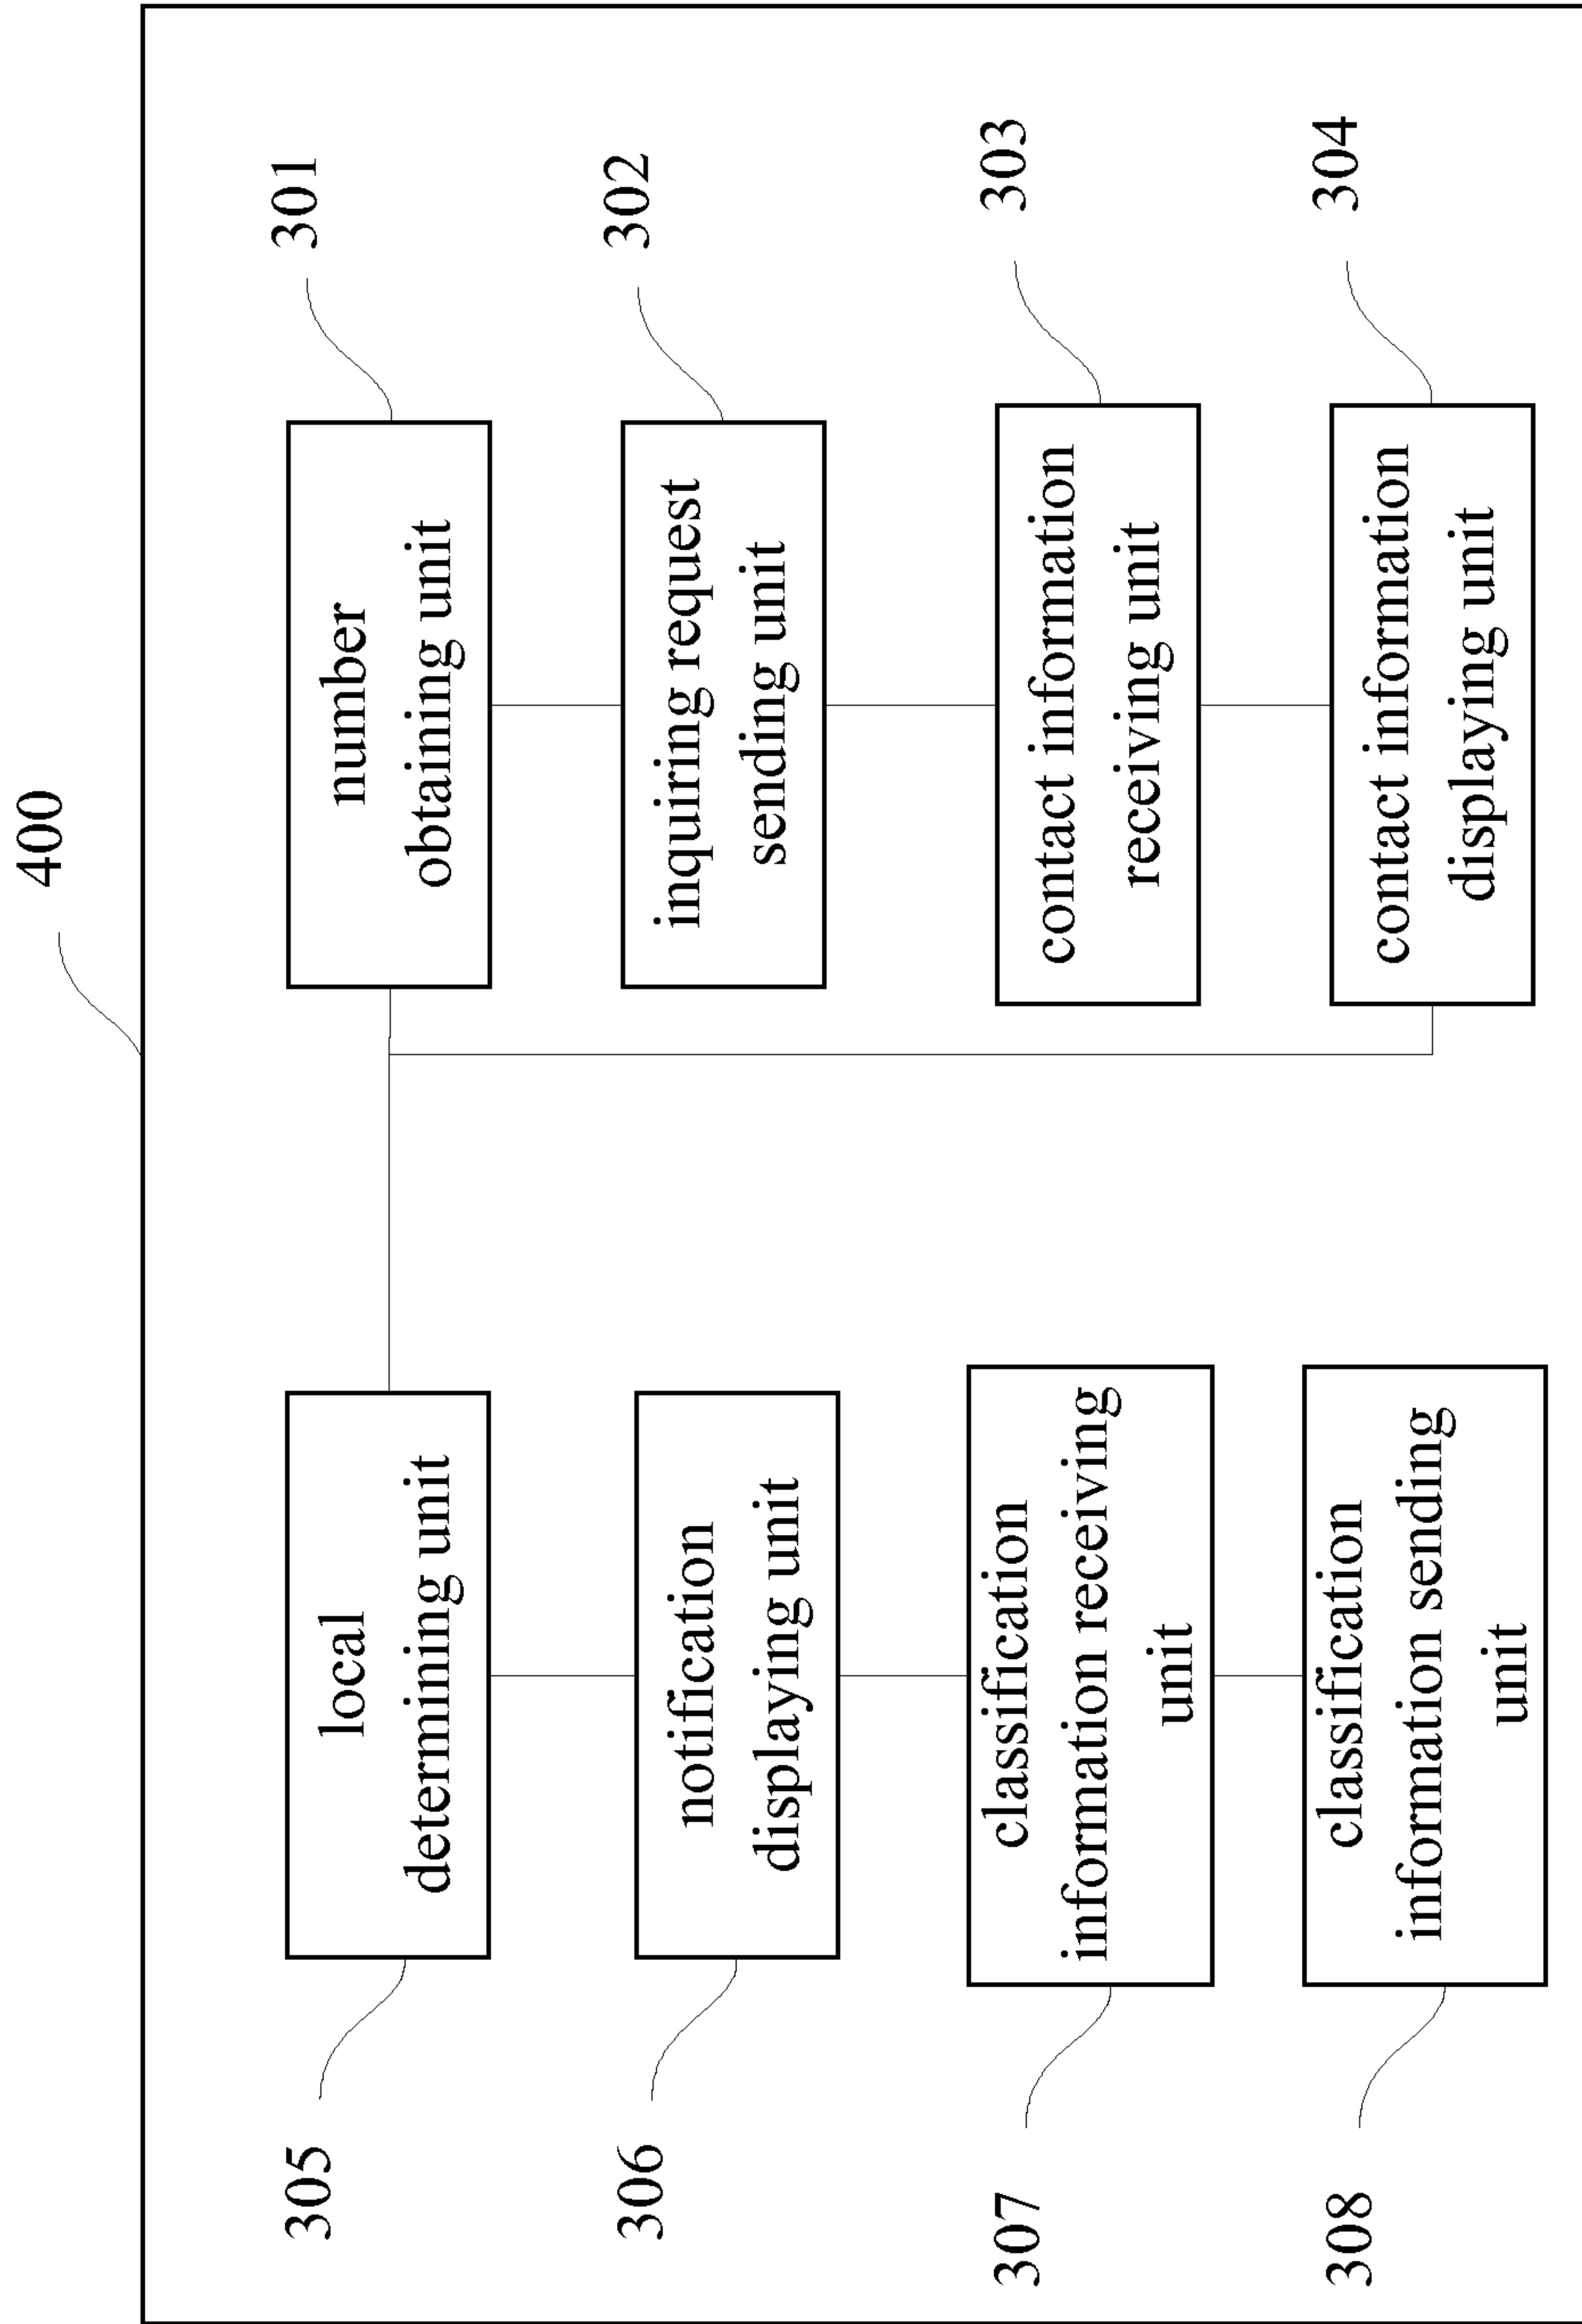 400
305
local
determining unit
number
obtaining unit
301
306
notification
displaying unit
inquiring request
sending unit
302
307
classification
information receiving
unit
contact information
receiving unit
303
308
classification
information sending
unit
contact information
displaying unit
304